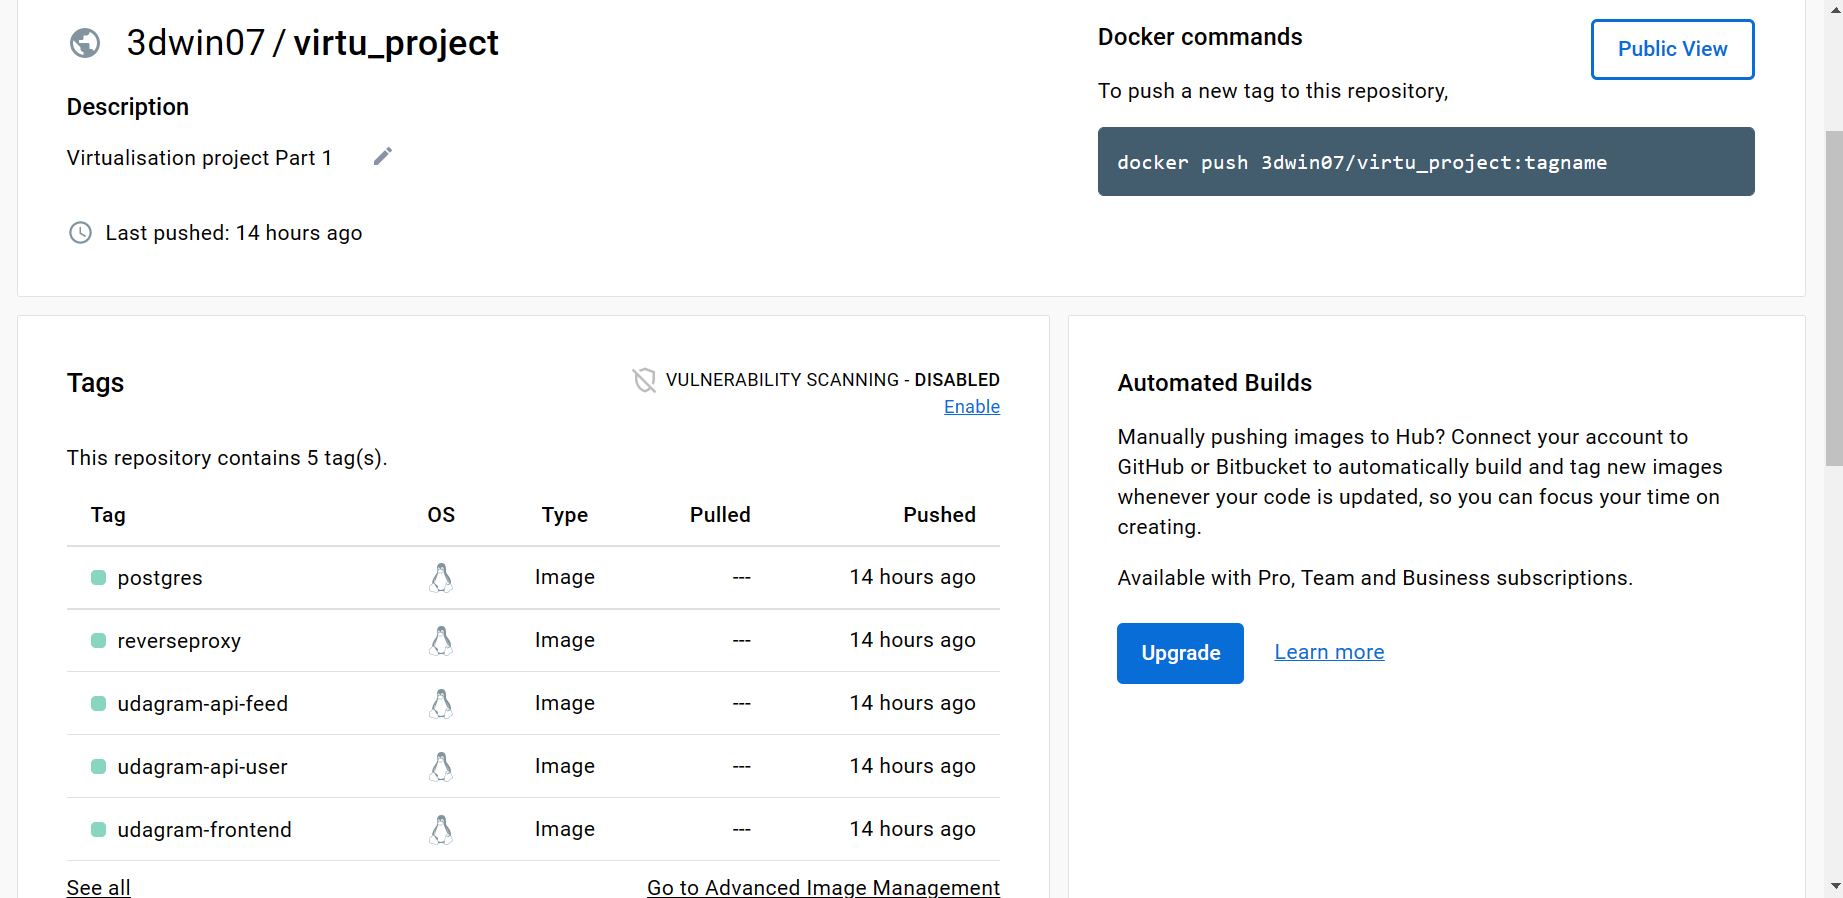 3dwin07 / virtu_project
Description
Virtualisation project Part 1
Last pushed: 14 hours ago
Docker commands
Public View
To push a new tag to this repository,
docker push 3dwin07/virtu_project:tagname
Tags
VULNERABILITY SCANNING - DISABLED
Enable
This repository contains 5 tag(s).
Tag OS Type Pulled Pushed
postgres Image --- 14 hours ago
reverseproxy Image --- 14 hours ago
udagram-api-feed Image --- 14 hours ago
udagram-api-user Image --- 14 hours ago
udagram-frontend Image --- 14 hours ago
See all Go to Advanced Image Management
Automated Builds
Manually pushing images to Hub? Connect your account to
GitHub or Bitbucket to automatically build and tag new images
whenever your code is updated, so you can focus your time on
creating.
Available with Pro, Team and Business subscriptions.
Upgrade Learn more